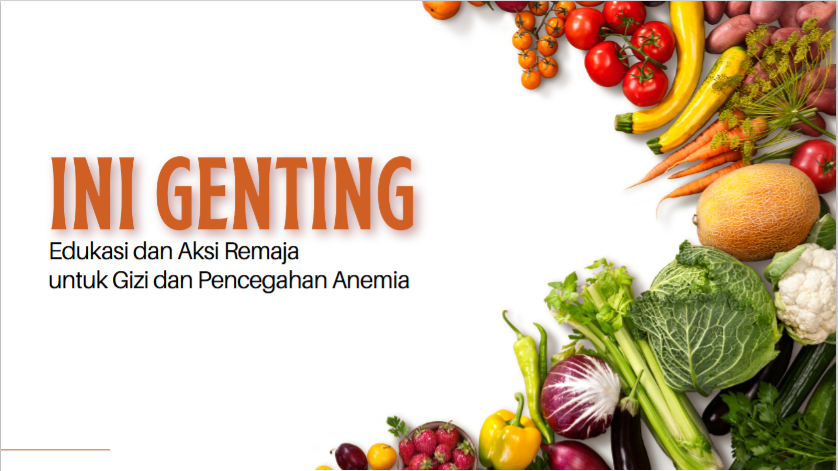 INI GENTING
Edukasi dan Aksi Remaja
untuk Gizi dan Pencegahan Anemia